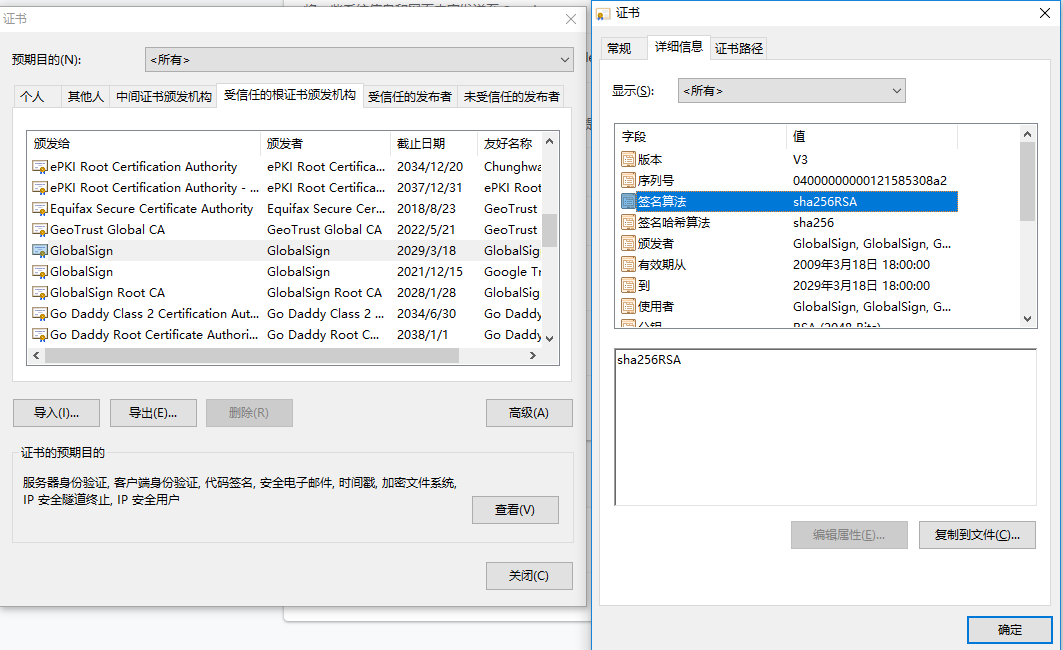 证书
预期目的(N):
<所有>
个人 其他人 中间证书颁发机构 受信任的根证书颁发机构 受信任的发布者 未受信任的发布者
颁发给 颁发者 截止日期 友好名称
ePKI Root Certification Authority ePKI Root Certifica... 2034/12/20 Chunghwa
ePKI Root Certification Authority - ... ePKI Root Certifica... 2037/12/31 ePKI Root
Equifax Secure Certificate Authority Equifax Secure Cer... 2018/8/23 GeoTrust
GeoTrust Global CA GeoTrust Global CA 2022/5/21 GeoTrust
GlobalSign GlobalSign 2029/3/18 GlobalSig
GlobalSign GlobalSign 2021/12/15 Google Tr
GlobalSign Root CA GlobalSign Root CA 2028/1/28 GlobalSig
Go Daddy Class 2 Certification Aut... Go Daddy Class 2 ... 2034/6/30 Go Daddy
Go Daddy Root Certificate Authori... Go Daddy Root C... 2038/1/1 Go Daddy
导入(I)... 导出(E)... 删除(R) 高级(A)
证书的预期目的
服务器身份验证, 客户端身份验证, 代码签名, 安全电子邮件, 时间戳, 加密文件系统,
IP 安全隧道终止, IP 安全用户
查看(V)
关闭(C)
证书
常规 详细信息 证书路径
显示(S):
<所有>
字段 值
版本 V3
序列号 04000000000121585308a2
签名算法 sha256RSA
签名哈希算法 sha256
颁发者 GlobalSign, GlobalSign, G...
有效期从 2009年3月18日 18:00:00
到 2029年3月18日 18:00:00
使用者 GlobalSign, GlobalSign, G...
公钥 RSA (2048 Bits)
sha256RSA
编辑属性(E)... 复制到文件(C)...
确定